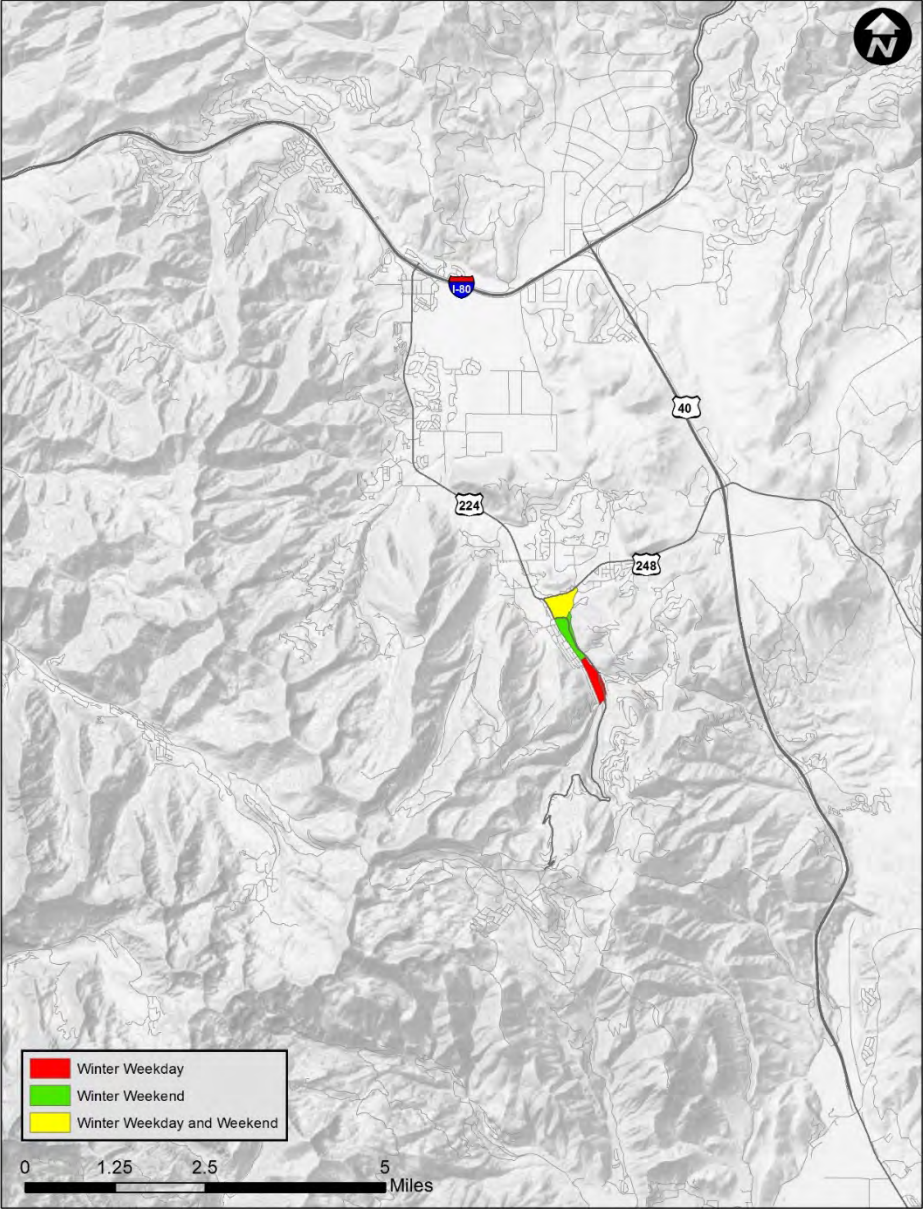 N
I-80
40
224
248
Winter Weekday
Winter Weekend
Winter Weekday and Weekend
0 1.25 2.5 5
Miles